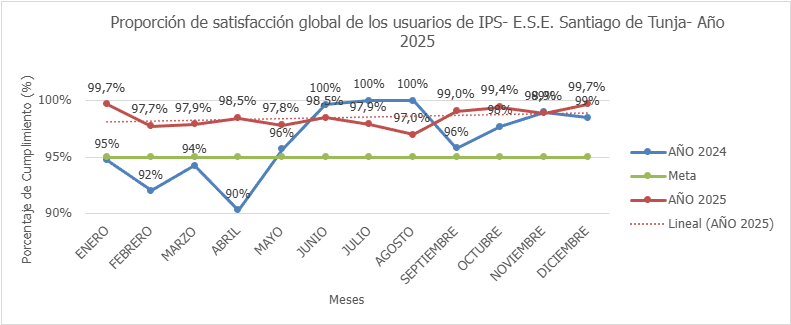 Proporción de satisfacción global de los usuarios de IPS- E.S.E. Santiago de Tunja- Año
2025
Porcentaje de Cumplimiento (%)
100%
95%
90%
99,7%
97,7%
97,9%
98,5%
97,8%
98,5%
97,9%
97,0%
99,0%
99,4%
98,9%
99,7%
95%
92%
94%
90%
96%
100%
100%
100%
96%
98%
99%
99%
ENERO
FEBRERO
MARZO
ABRIL
MAYO
JUNIO
JULIO
AGOSTO
SEPTIEMBRE
OCTUBRE
NOVIEMBRE
DICIEMBRE
Meses
AÑO 2024
Meta
AÑO 2025
Lineal (AÑO 2025)